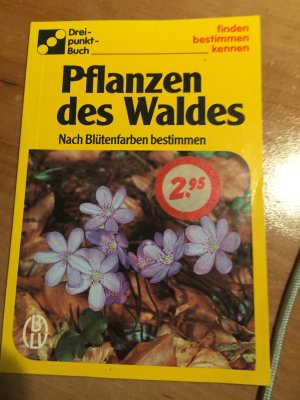 Drei-
punkt-
Buch
finden
bestimmen
kennen
Pflanzen
des Waldes
Nach Blütenfarben bestimmen
2.95
BLV